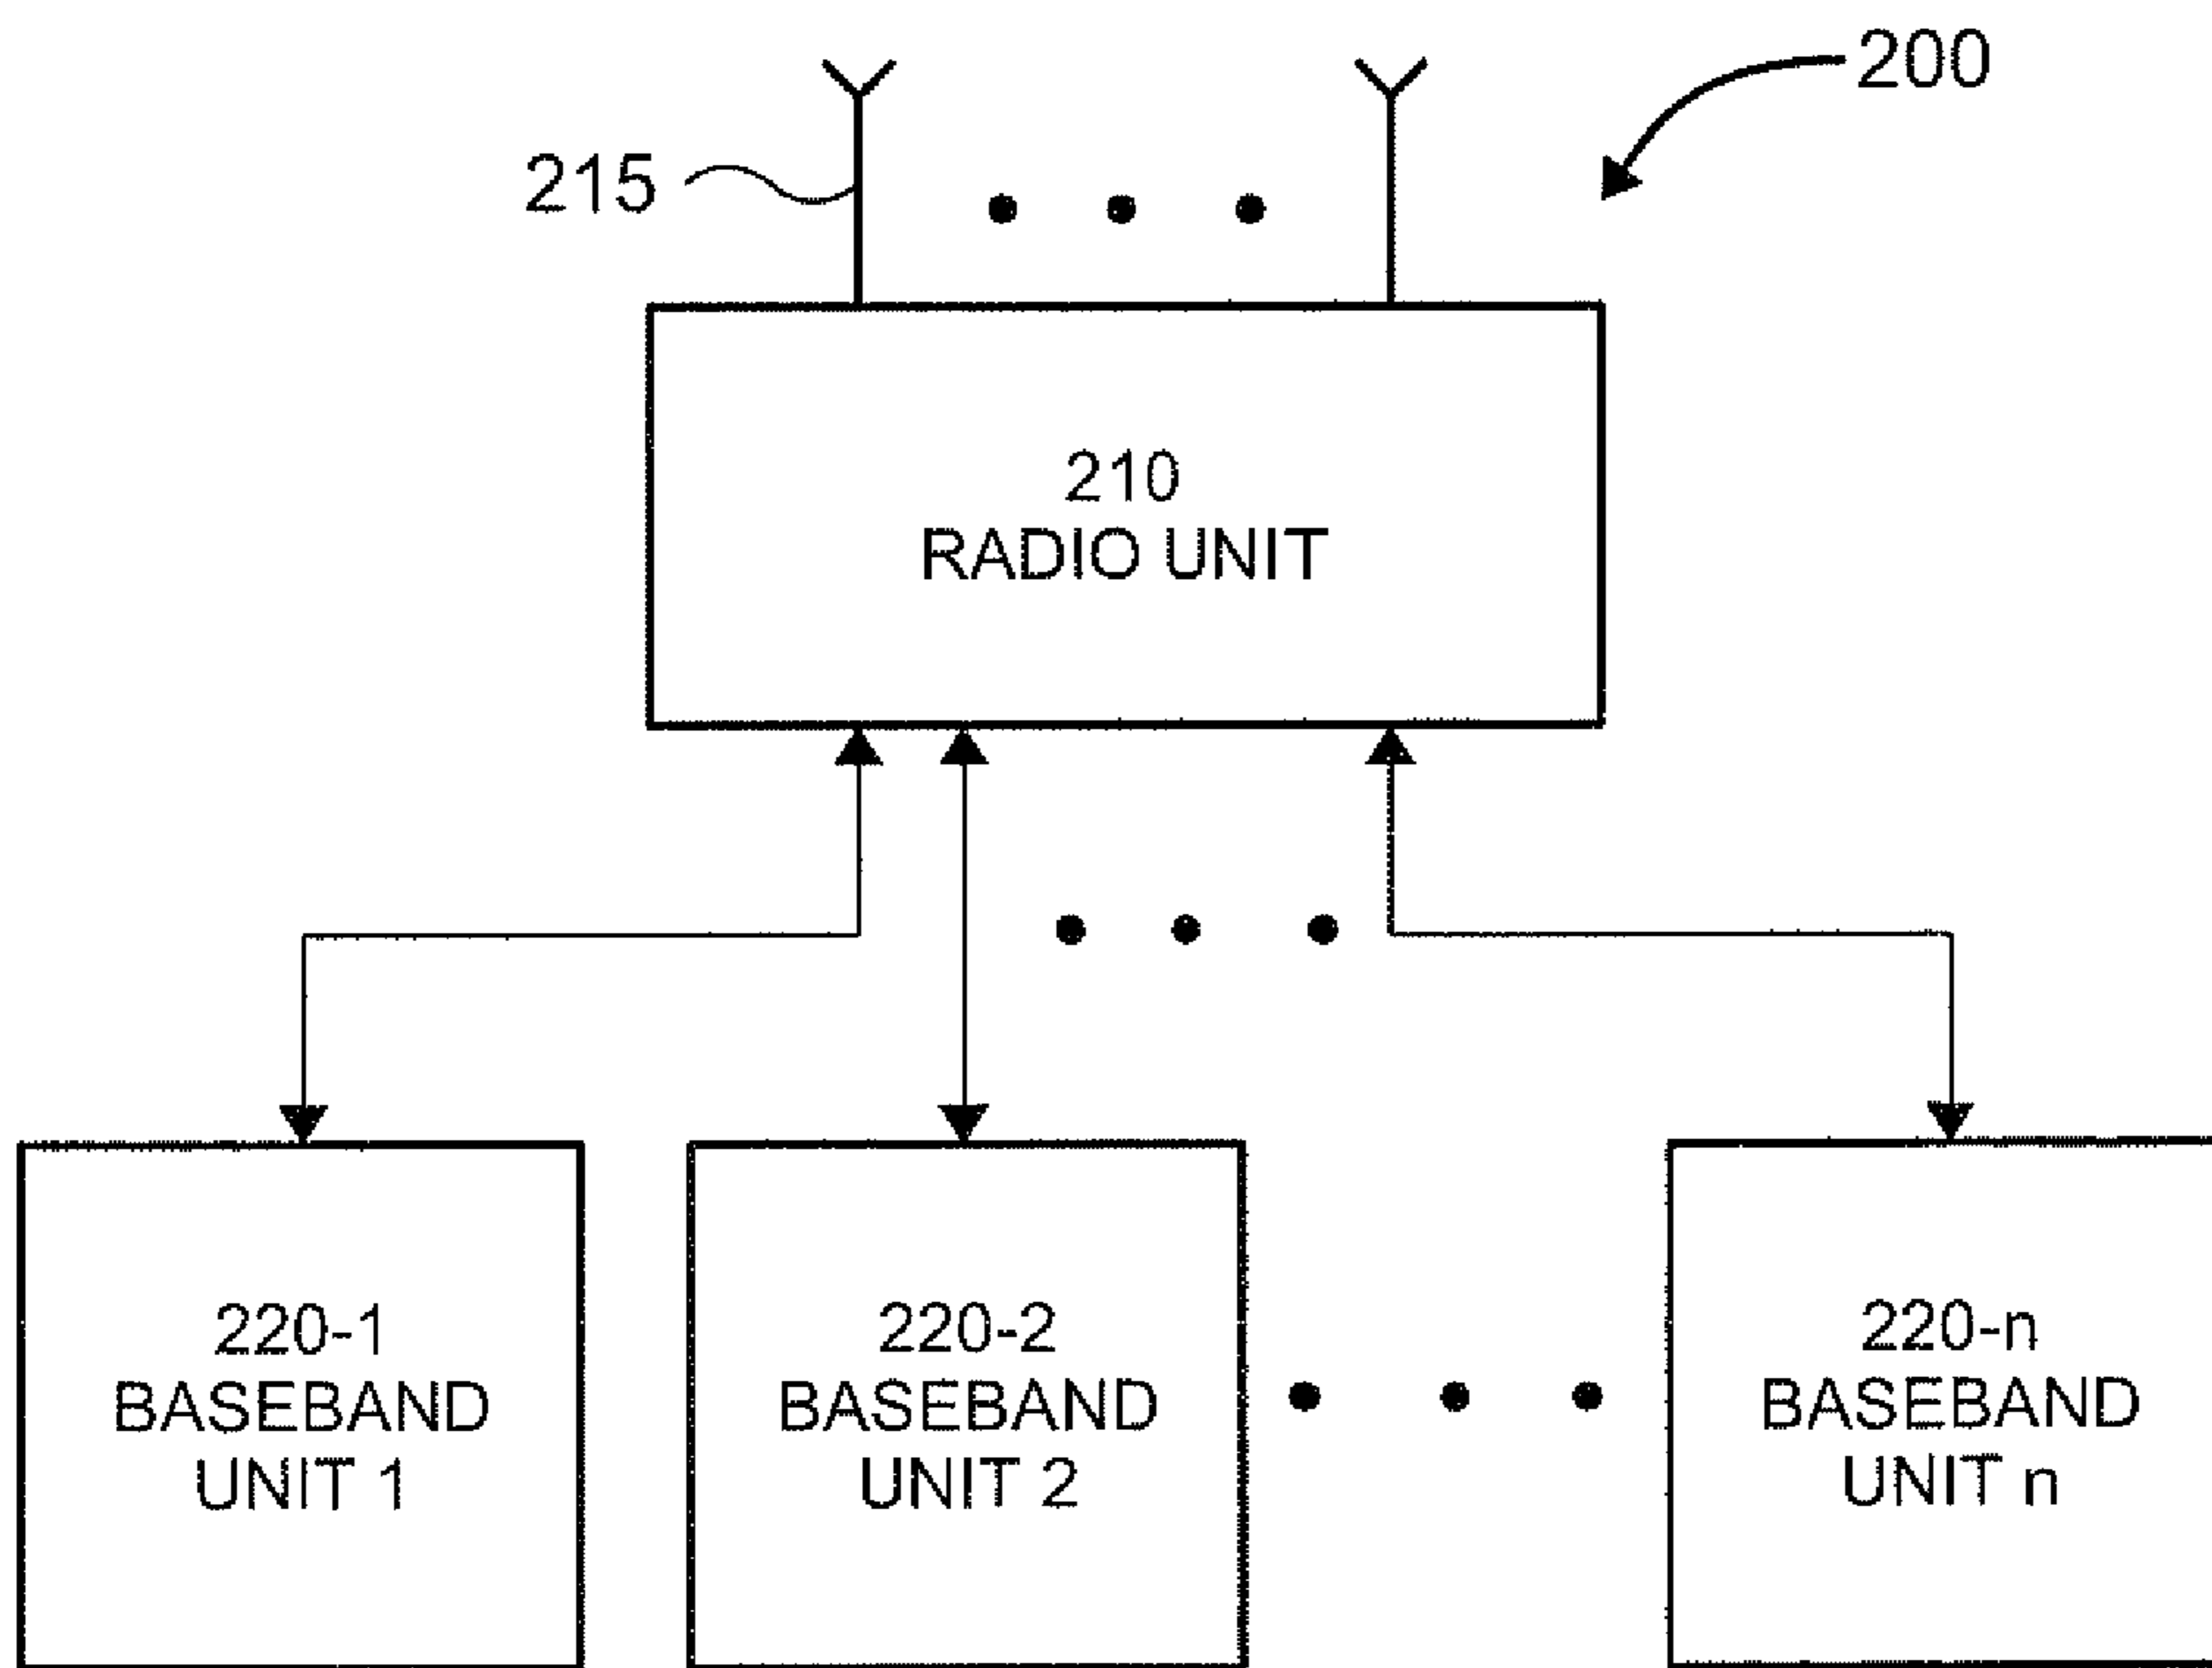 200
215
210
RADIO UNIT
220-1
BASEBAND
UNIT 1
220-2
BASEBAND
UNIT 2
220-n
BASEBAND
UNIT n